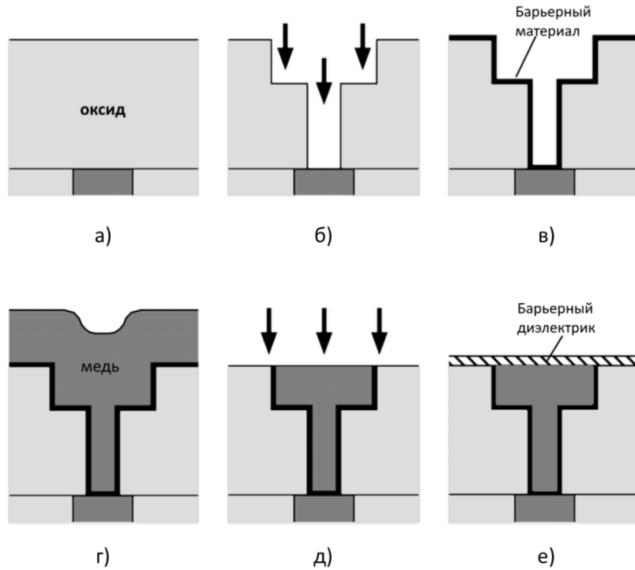 оксид
Барьерный
материал
а)
б)
в)
медь
Барьерный
диэлектрик
г)
д)
е)